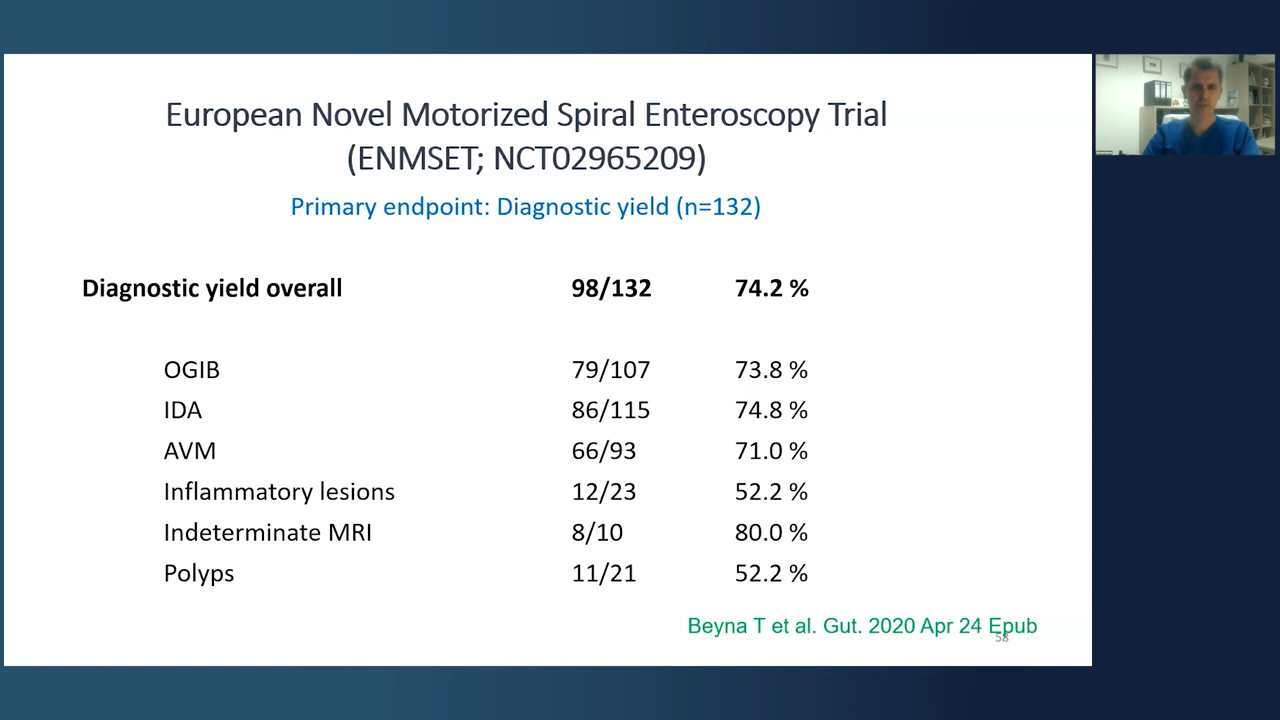 European Novel Motorized Spiral Enteroscopy Trial
(ENMSET; NCT02965209)
Primary endpoint: Diagnostic yield (n=132)
Diagnostic yield overall 98/132 74.2 %
OGIB 79/107 73.8 %
IDA 86/115 74.8 %
AVM 66/93 71.0 %
Inflammatory lesions 12/23 52.2 %
Indeterminate MRI 8/10 80.0 %
Polyps 11/21 52.2 %
Beyna T et al. Gut. 2020 Apr 24 Epub
58